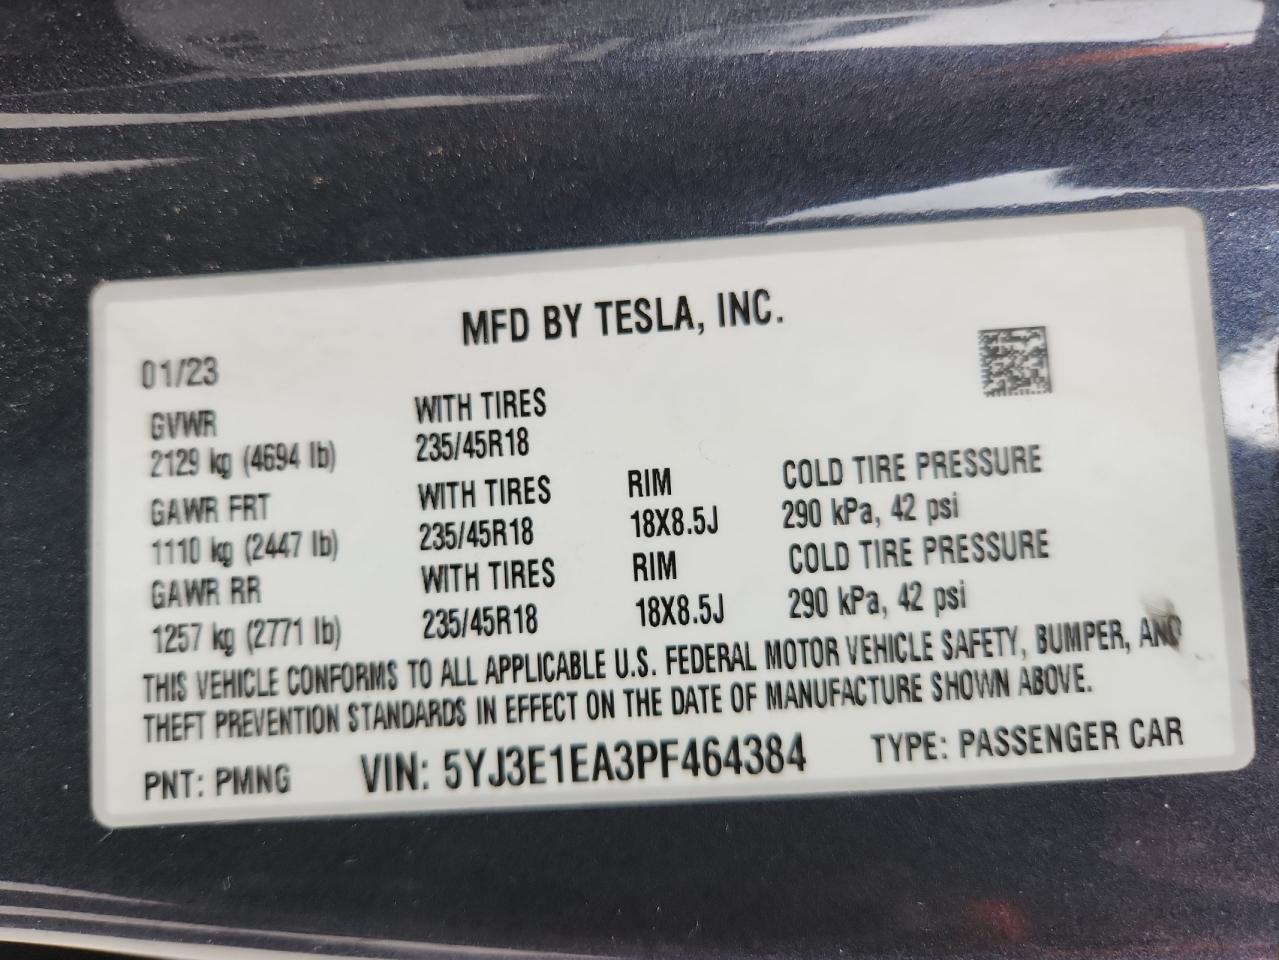 MFD BY TESLA, INC.
01/23
GVWR WITH TIRES
2129 kg (4694 lb) 235/45R18
GAWR FRT WITH TIRES RIM COLD TIRE PRESSURE
1110 kg (2447 lb) 235/45R18 18X8.5J 290 kPa, 42 psi
GAWR RR WITH TIRES RIM COLD TIRE PRESSURE
1257 kg (2771 lb) 235/45R18 18X8.5J 290 kPa, 42 psi
THIS VEHICLE CONFORMS TO ALL APPLICABLE U.S. FEDERAL MOTOR VEHICLE SAFETY, BUMPER, AND
THEFT PREVENTION STANDARDS IN EFFECT ON THE DATE OF MANUFACTURE SHOWN ABOVE.
PNT: PMNG VIN: 5YJ3E1EA3PF464384 TYPE: PASSENGER CAR